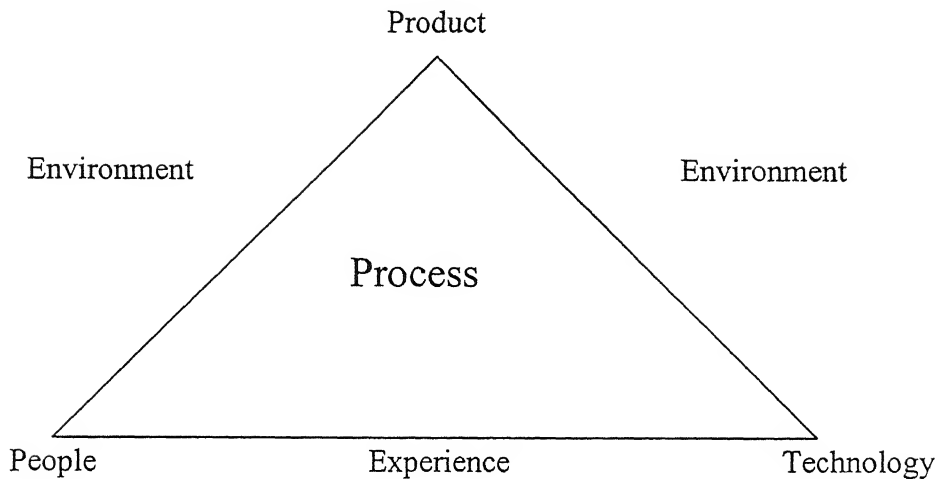 Product
Environment
Environment
Process
People
Experience
Technology